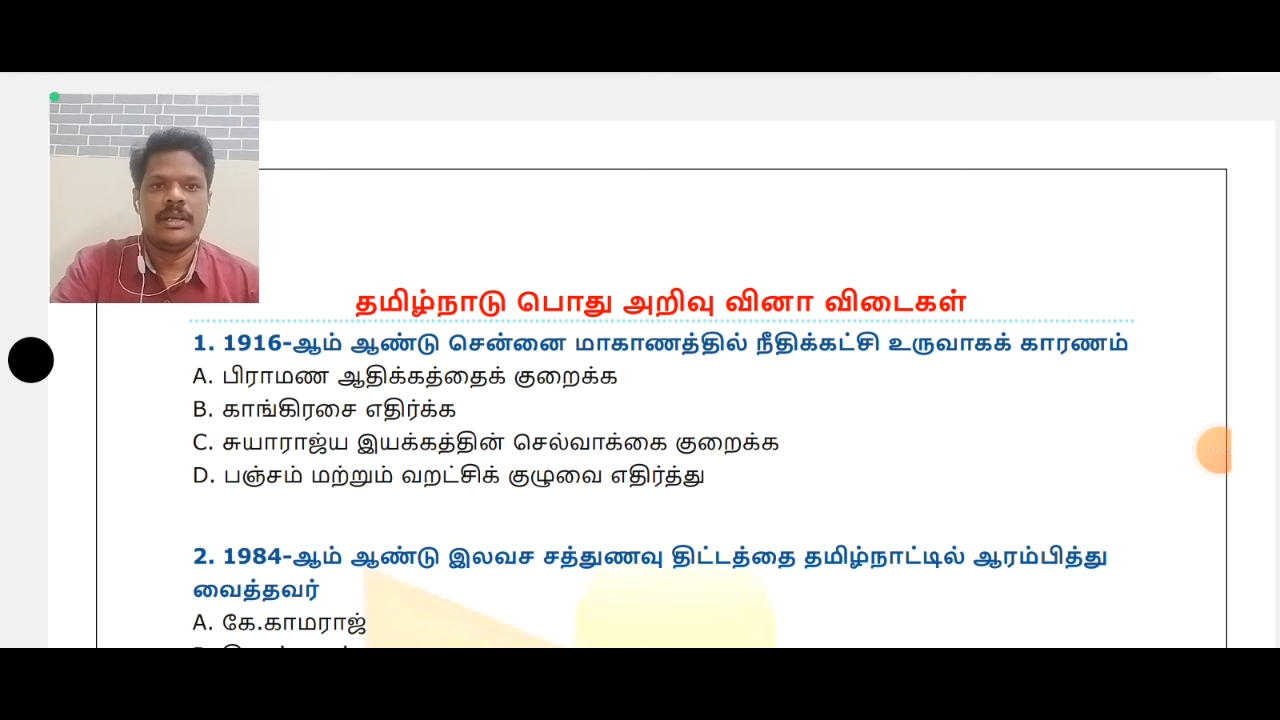 தமிழ்நாடு பொது அறிவு வினா விடைகள்
1. 1916-ஆம் ஆண்டு சென்னை மாகாணத்தில் நீதிக்கட்சி உருவாகக் காரணம்
A. பிராமண ஆதிக்கத்தைக் குறைக்க
B. காங்கிரசை எதிர்க்க
C. சுயாராஜ்ய இயக்கத்தின் செல்வாக்கை குறைக்க
D. பஞ்சம் மற்றும் வறட்சிக் குழுவை எதிர்த்து
2. 1984-ஆம் ஆண்டு இலவச சத்துணவு திட்டத்தை தமிழ்நாட்டில் ஆரம்பித்து
வைத்தவர்
A. கே.காமராஜ்